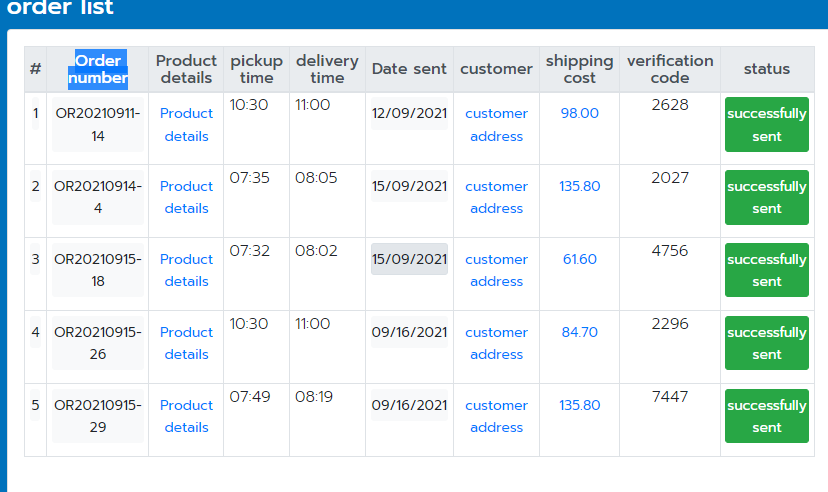 order list
# Order number Product details pickup time delivery time Date sent customer shipping cost verification code status
1 OR20210911-14 Product details 10:30 11:00 12/09/2021 customer address 98.00 2628 successfully sent
2 OR20210914-4 Product details 07:35 08:05 15/09/2021 customer address 135.80 2027 successfully sent
3 OR20210915-18 Product details 07:32 08:02 15/09/2021 customer address 61.60 4756 successfully sent
4 OR20210915-26 Product details 10:30 11:00 09/16/2021 customer address 84.70 2296 successfully sent
5 OR20210915-29 Product details 07:49 08:19 09/16/2021 customer address 135.80 7447 successfully sent